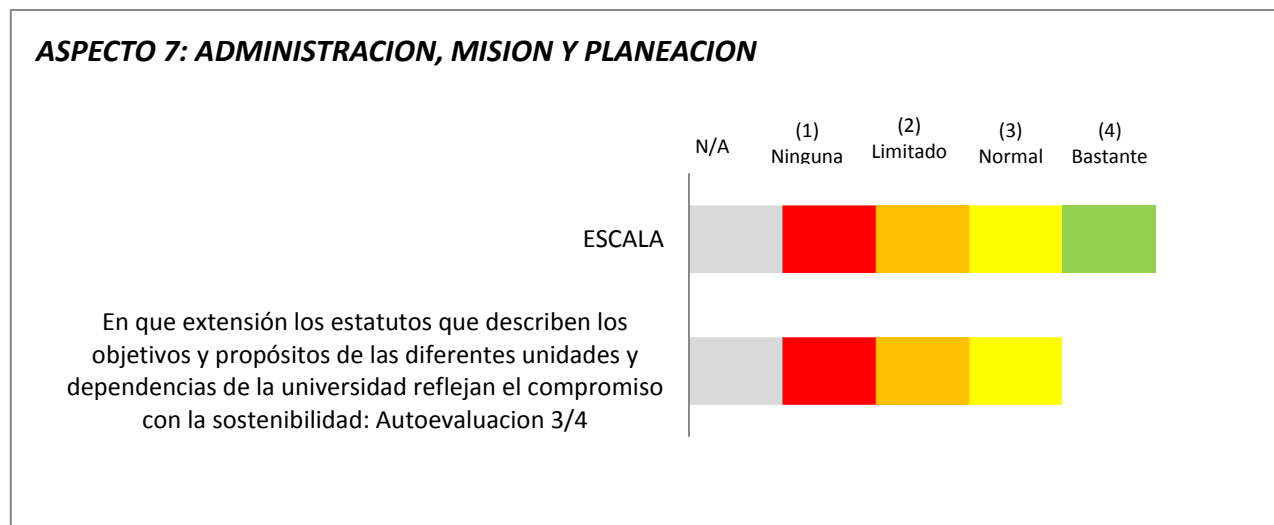 ASPECTO 7: ADMINISTRACION, MISION Y PLANEACION
N/A
(1)
Ninguna
(2)
Limitado
(3)
Normal
(4)
Bastante
ESCALA
En que extensión los estatutos que describen los
objetivos y propósitos de las diferentes unidades y
dependencias de la universidad reflejan el compromiso
con la sostenibilidad: Autoevaluacion 3/4